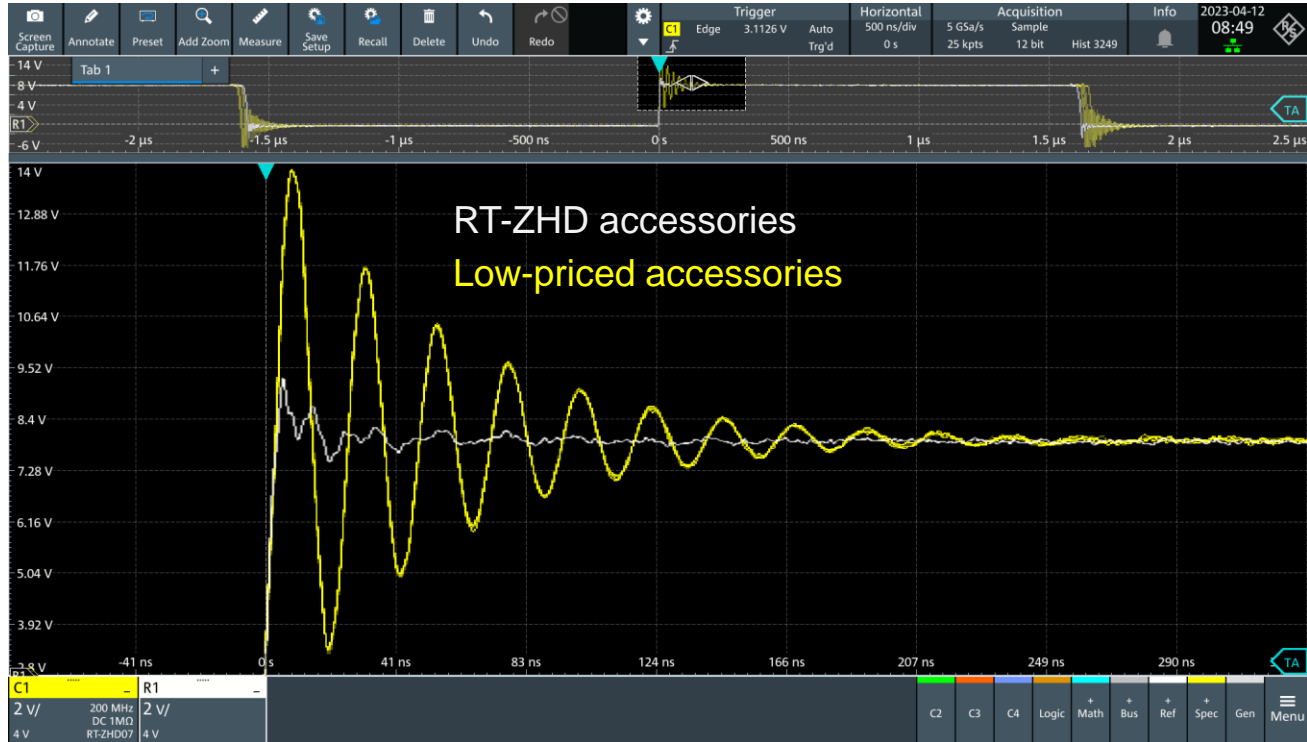 Screen Capture
Annotate
Preset
Add Zoom
Measure
Save Setup
Recall
Delete
Undo
Redo
Trigger
C1 Edge 3.1126 V Auto
Trg'd
Horizontal
500 ns/div
0 s
Acquisition
5 GSa/s Sample
25 kpts 12 bit Hist 3249
Info
2023-04-12
08:49
R&S
14 V
Tab 1 +
8 V
4 V
R1
-6 V
-2 µs -1.5 µs -1 µs -500 ns 0 s 500 ns 1 µs 1.5 µs 2 µs 2.5 µs
TA
14 V
12.88 V
11.76 V
10.64 V
9.52 V
8.4 V
7.28 V
6.16 V
5.04 V
3.92 V
2.8 V
RT-ZHD accessories
Low-priced accessories
-41 ns 0 s 41 ns 83 ns 124 ns 166 ns 207 ns 249 ns 290 ns
R1
TA
C1
2 V/ 200 MHz
DC 1MΩ
4 V RT-ZHD07
R1
2 V/
4 V
C2
C3
C4
Logic
+ Math
+ Bus
+ Ref
+ Spec
Gen
Menu